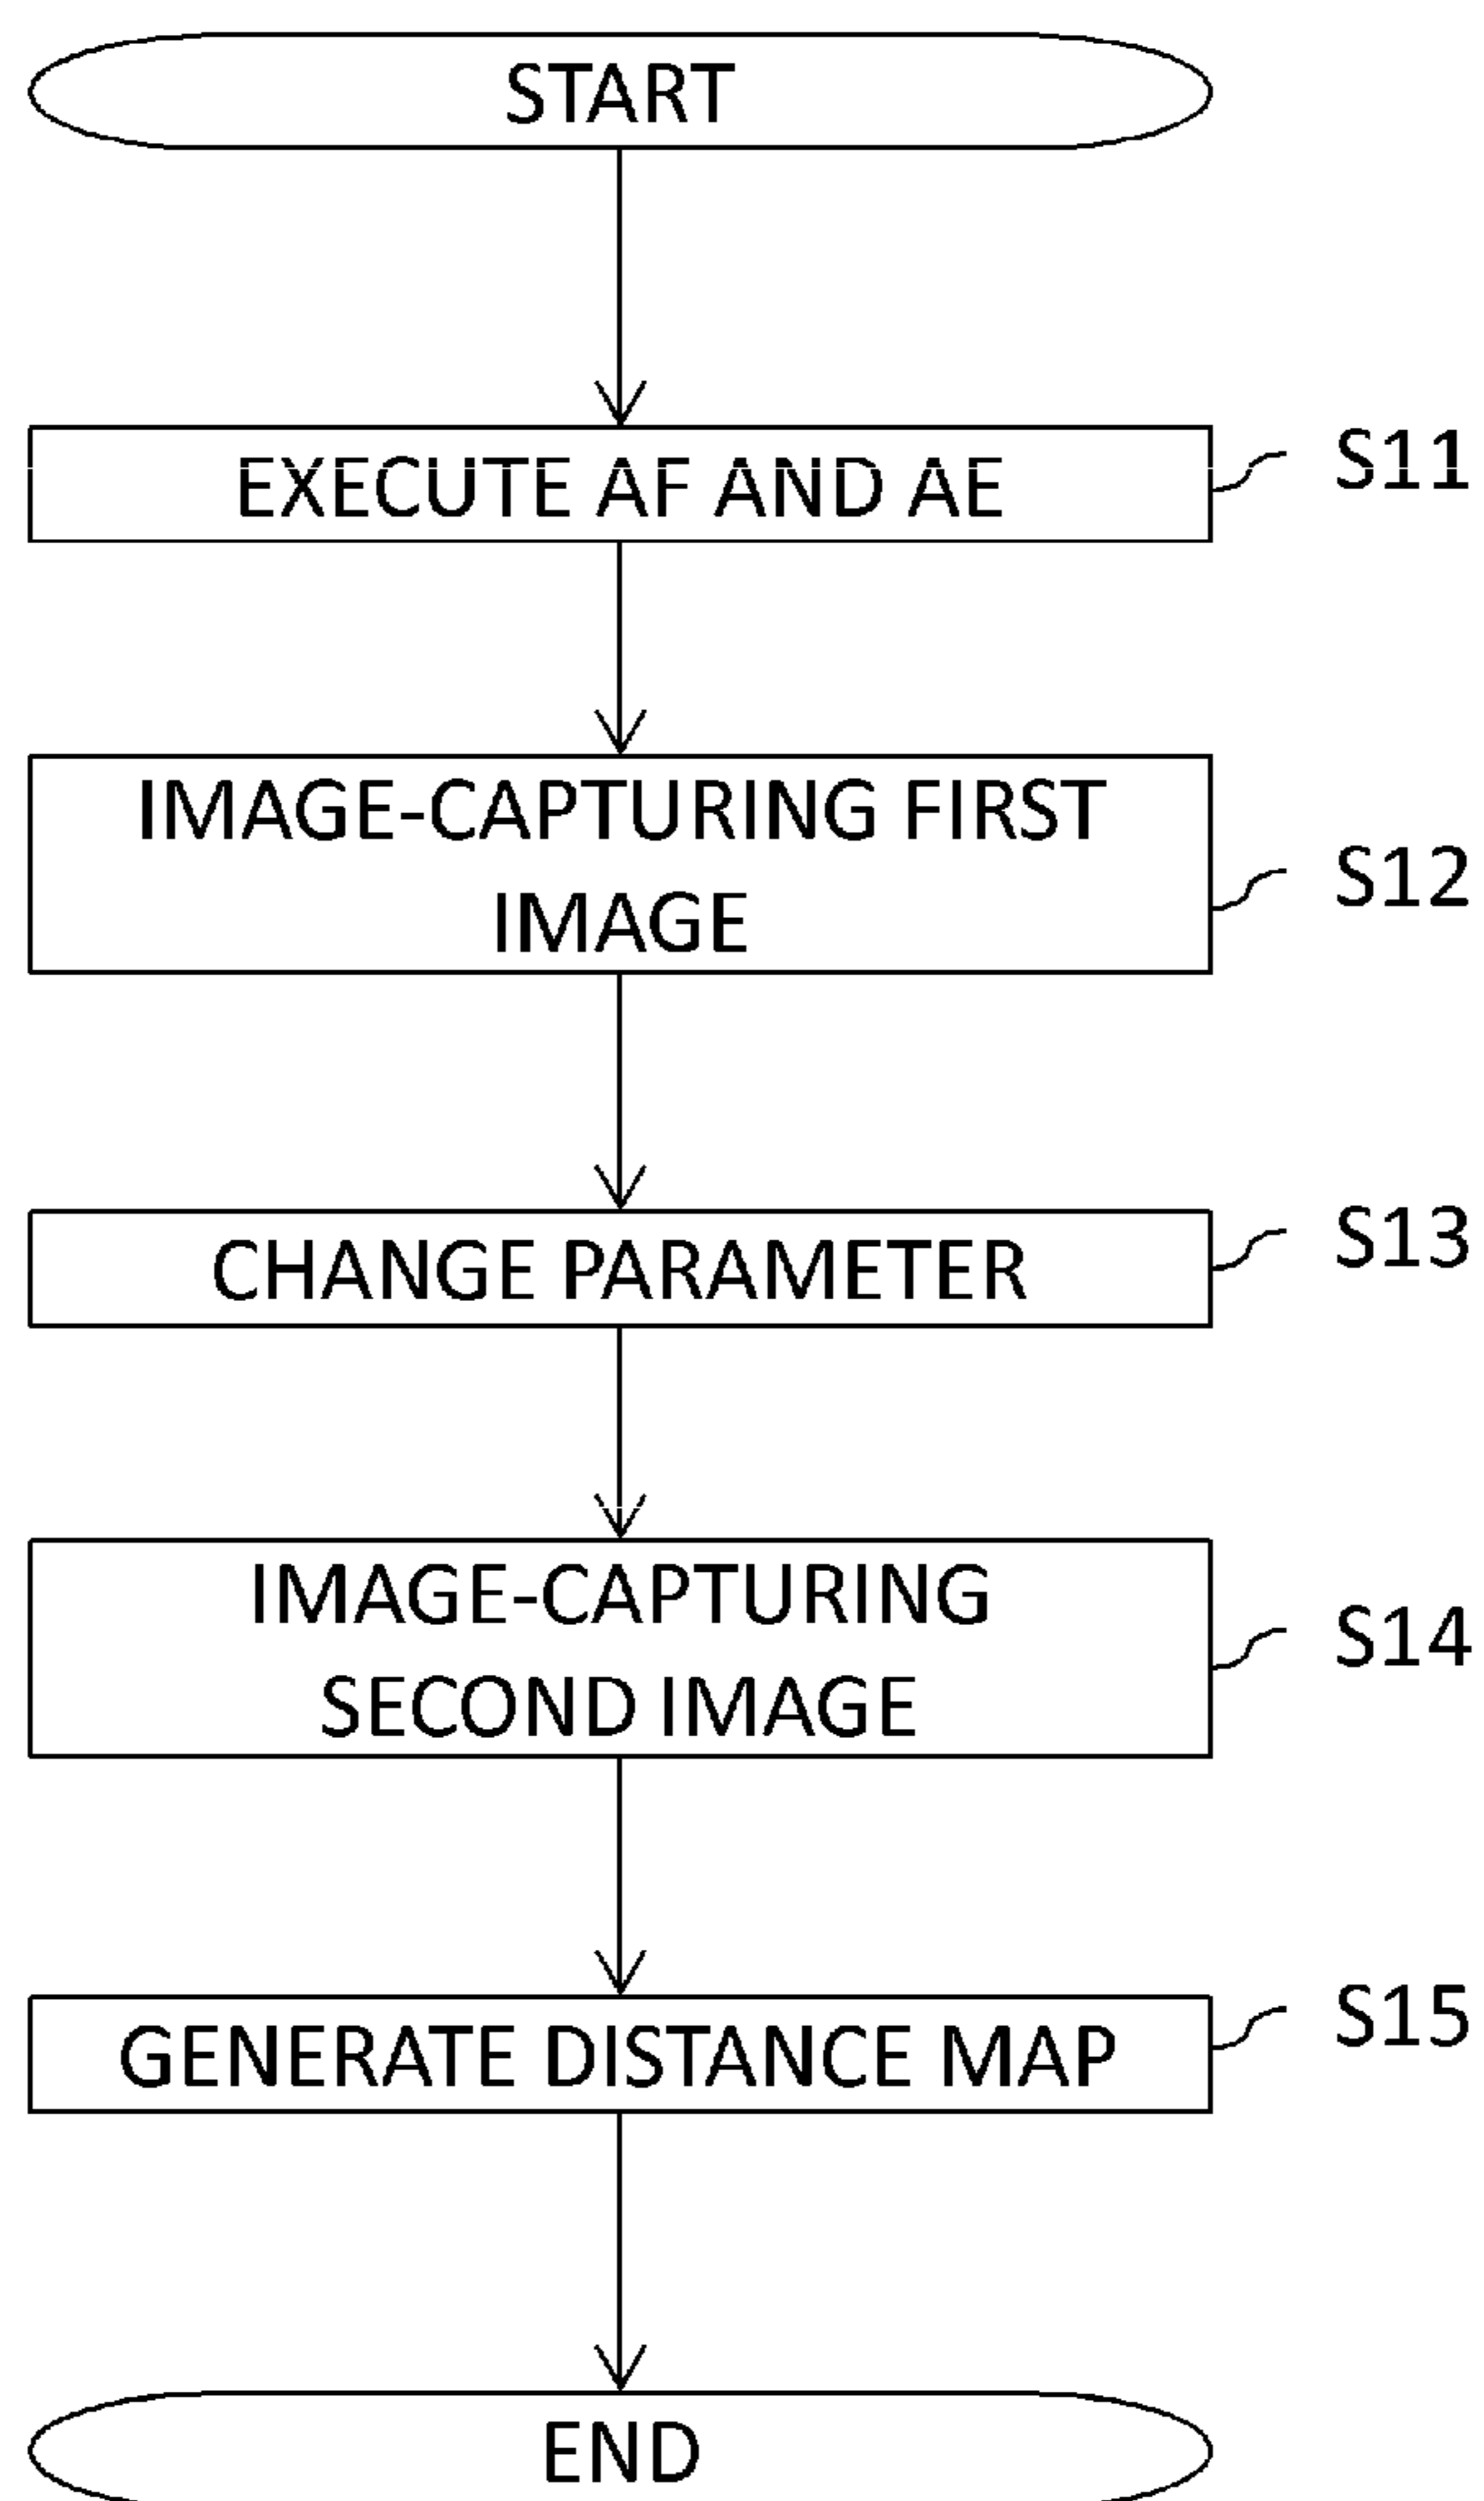 START
EXECUTE AF AND AE
S11
IMAGE-CAPTURING FIRST
IMAGE
S12
CHANGE PARAMETER
S13
IMAGE-CAPTURING
SECOND IMAGE
S14
GENERATE DISTANCE MAP
S15
END